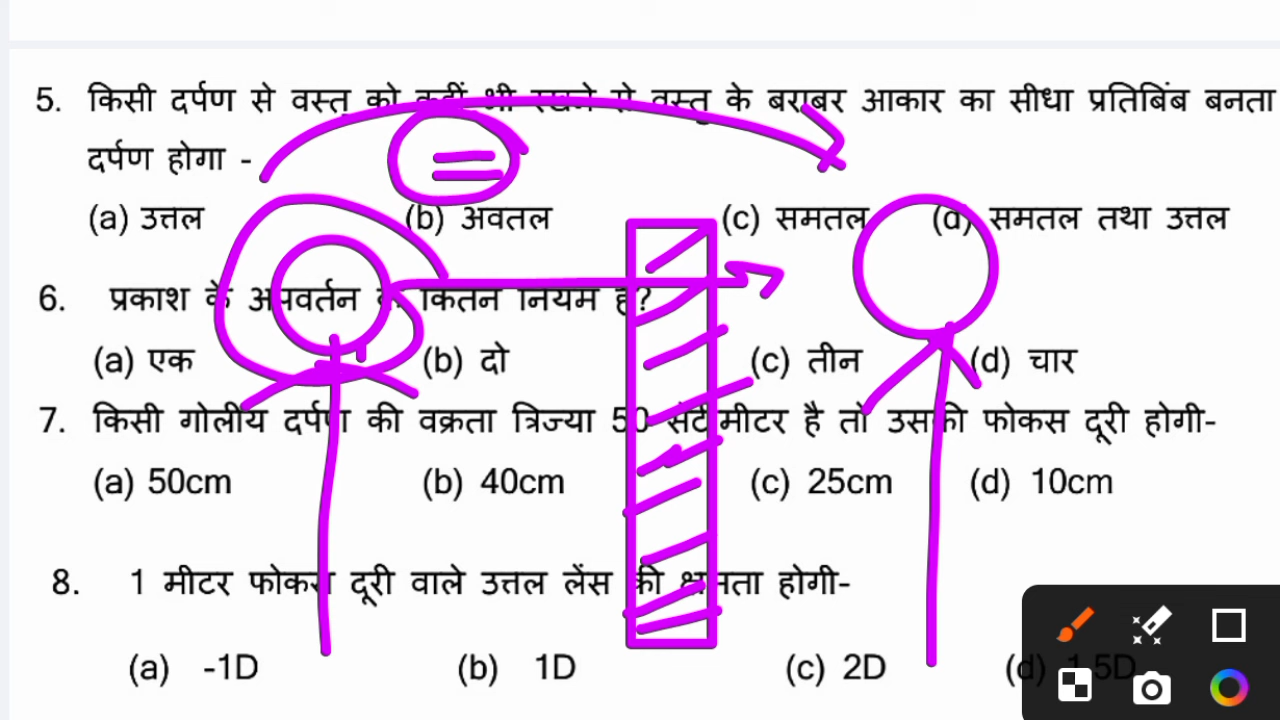 5. किसी दर्पण से वस्तु को कहीं भी रखने से वस्तु के बराबर आकार का सीधा प्रतिबिंब बनता
दर्पण होगा -
(a) उत्तल (b) अवतल (c) समतल (d) समतल तथा उत्तल
6. प्रकाश के अपवर्तन के कितने नियम है?
(a) एक (b) दो (c) तीन (d) चार
7. किसी गोलीय दर्पण की वक्रता त्रिज्या 50 सेंटीमीटर है तो उसकी फोकस दूरी होगी-
(a) 50cm (b) 40cm (c) 25cm (d) 10cm
8. 1 मीटर फोकस दूरी वाले उत्तल लेंस की क्षमता होगी-
(a) -1D (b) 1D (c) 2D (d) 1.5D